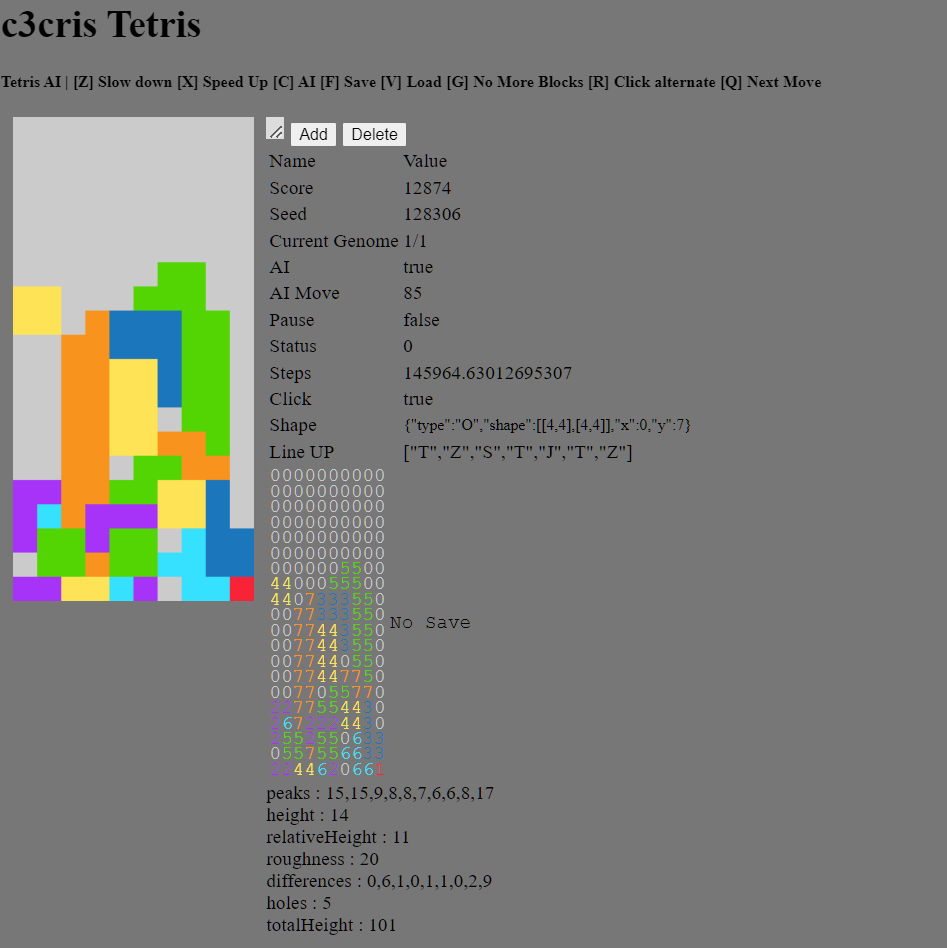 c3cris Tetris
Tetris AI | [Z] Slow down [X] Speed Up [C] AI [F] Save [V] Load [G] No More Blocks [R] Click alternate [Q] Next Move
Add Delete
Name Value
Score 12874
Seed 128306
Current Genome 1/1
AI true
AI Move 85
Pause false
Status 0
Steps 145964.63012695307
Click true
Shape {"type":"O","shape":[[4,4],[4,4]],"x":0,"y":7}
Line UP ["T","Z","S","T","J","T","Z"]
0000000000
0000000000
0000000000
0000000000
0000000000
0000000000
0000005500
4400055500
4407333550
0077333550
0077443550
No Save
0077443550
0077440550
0077447750
0077055770
2277554430
2672224430
2552550633
0557556633
2244620661
peaks : 15,15,9,8,8,7,6,6,8,17
height : 14
relativeHeight : 11
roughness : 20
differences : 0,6,1,0,1,1,0,2,9
holes : 5
totalHeight : 101